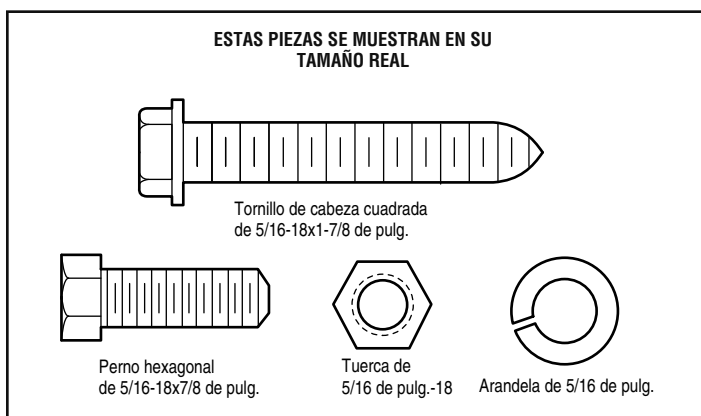 ESTAS PIEZAS SE MUESTRAN EN SU
TAMAÑO REAL
Tornillo de cabeza cuadrada
de 5/16-18x1-7/8 de pulg.
Perno hexagonal
de 5/16-18x7/8 de pulg.
Tuerca de
5/16 de pulg.-18
Arandela de 5/16 de pulg.